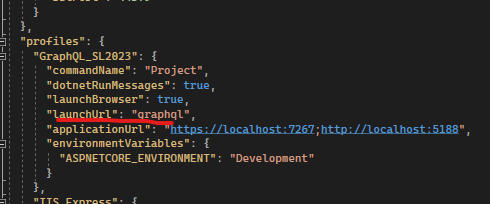 }
},
"profiles": {
"GraphQL_SL2023": {
"commandName": "Project",
"dotnetRunMessages": true,
"launchBrowser": true,
"launchUrl": "graphql",
"applicationUrl": "https://localhost:7267;http://localhost:5188",
"environmentVariables": {
"ASPNETCORE_ENVIRONMENT": "Development"
}
},
"IIS Express": {